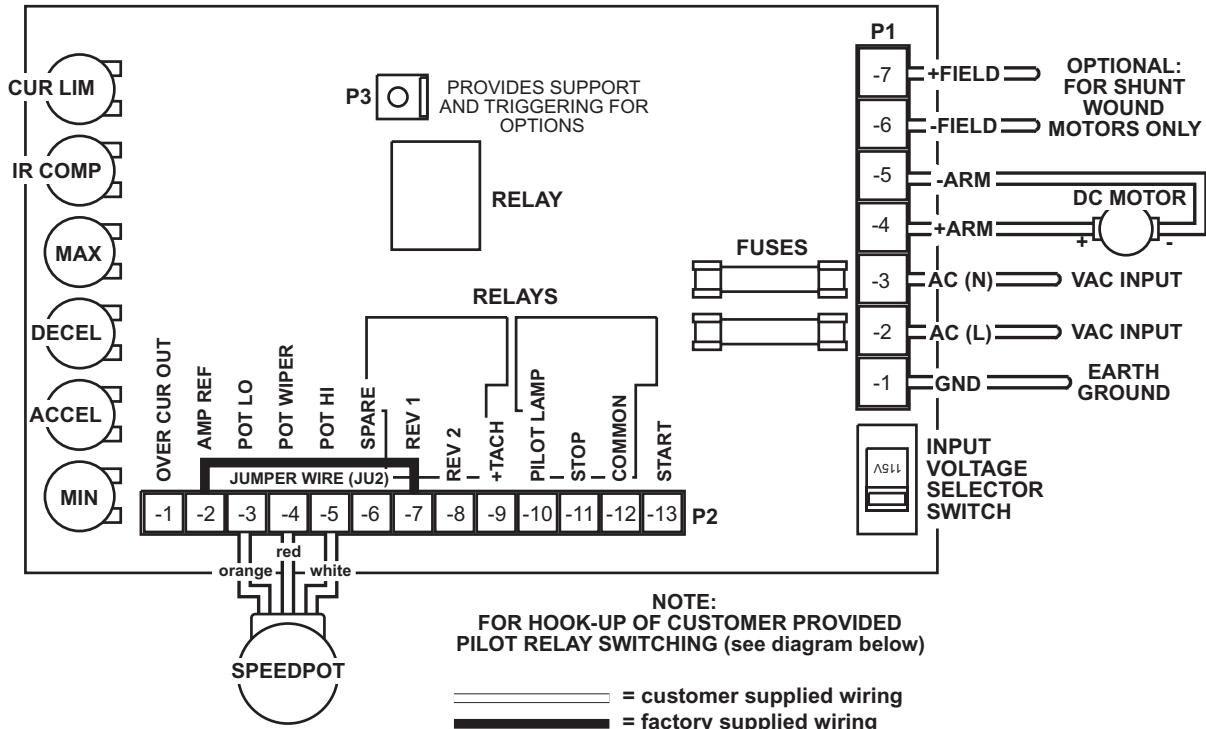 P1
CUR LIM
IR COMP
MAX
DECEL
ACCEL
MIN
P3
PROVIDES SUPPORT
AND TRIGGERING FOR
OPTIONS
RELAY
RELAYS
FUSES
-7 +FIELD
-6 -FIELD
OPTIONAL:
FOR SHUNT
WOUND
MOTORS ONLY
-5 -ARM
-4 +ARM
DC MOTOR
+ -
-3 AC (N) VAC INPUT
-2 AC (L) VAC INPUT
-1 GND
EARTH
GROUND
115V
INPUT
VOLTAGE
SELECTOR
SWITCH
OVER CUR OUT
AMP REF
POT LO
POT WIPER
POT HI
SPARE
REV 1
REV 2
+TACH
PILOT LAMP
STOP
COMMON
START
JUMPER WIRE (JU2)
-1 -2 -3 -4 -5 -6 -7 -8 -9 -10 -11 -12 -13 P2
orange red white
SPEEDPOT
NOTE:
FOR HOOK-UP OF CUSTOMER PROVIDED
PILOT RELAY SWITCHING (see diagram below)
= customer supplied wiring
= factory supplied wiring